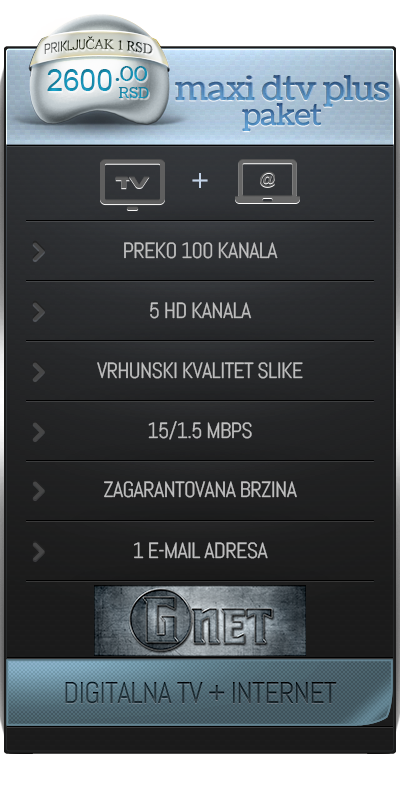 PRIKLJUČAK 1 RSD
2600.00
RSD
maxi dtv plus
paket
TV + @
PREKO 100 KANALA
5 HD KANALA
VRHUNSKI KVALITET SLIKE
15/1.5 MBPS
ZAGARANTOVANA BRZINA
1 E-MAIL ADRESA
GNET
DIGITALNA TV + INTERNET